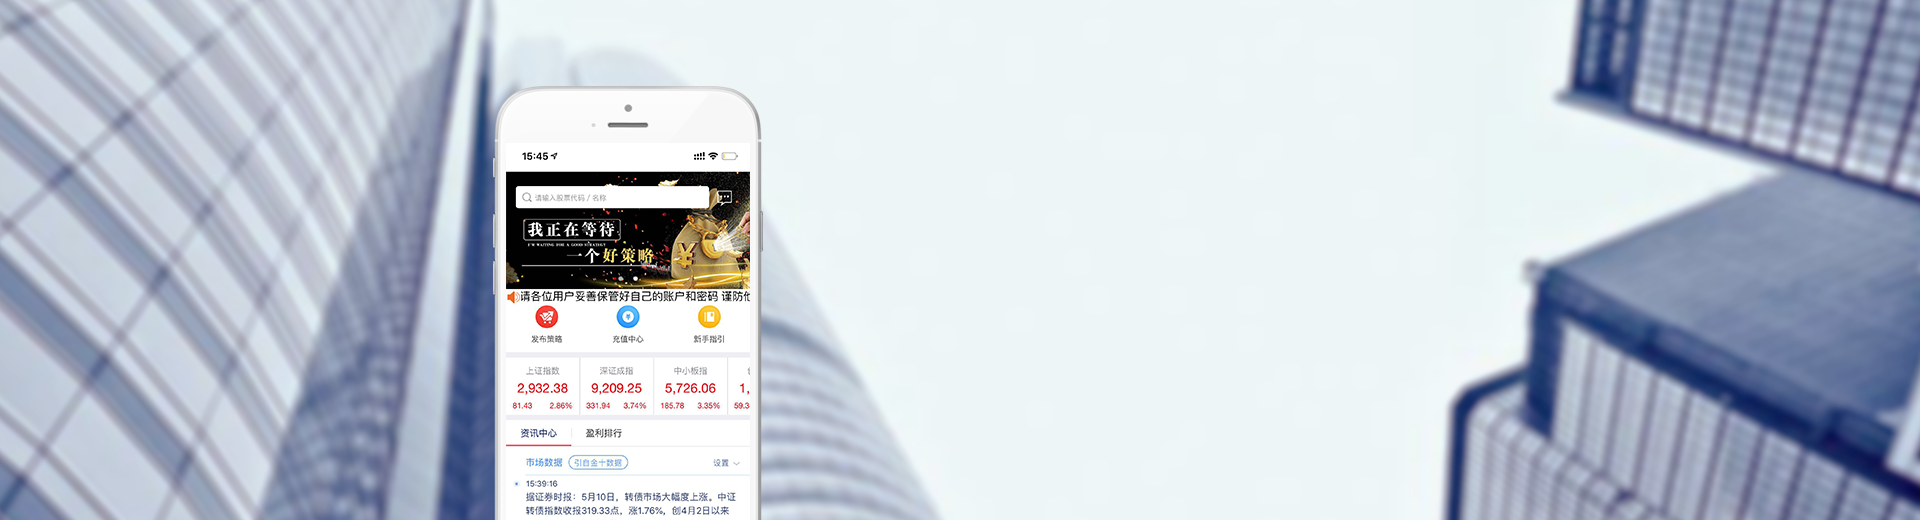 15:45
请输入股票代码 / 名称
我正在等待
I'M WAITING FOR A GOOD STRATEGY
一个好策略
请各位用户妥善保管好自己的账户和密码 谨防
发布策略 充值中心 新手指引
上证指数 深证成指 中小板指
2,932.38 9,209.25 5,726.06 1,
81.43 2.86% 331.94 3.74% 185.78 3.35% 59.3
资讯中心 盈利排行
市场数据 引自金十数据 设置
15:39:16
据证券时报：5月10日，转债市场大幅度上涨。中证
转债指数收报319.33点，涨1.76%，创4月2日以来